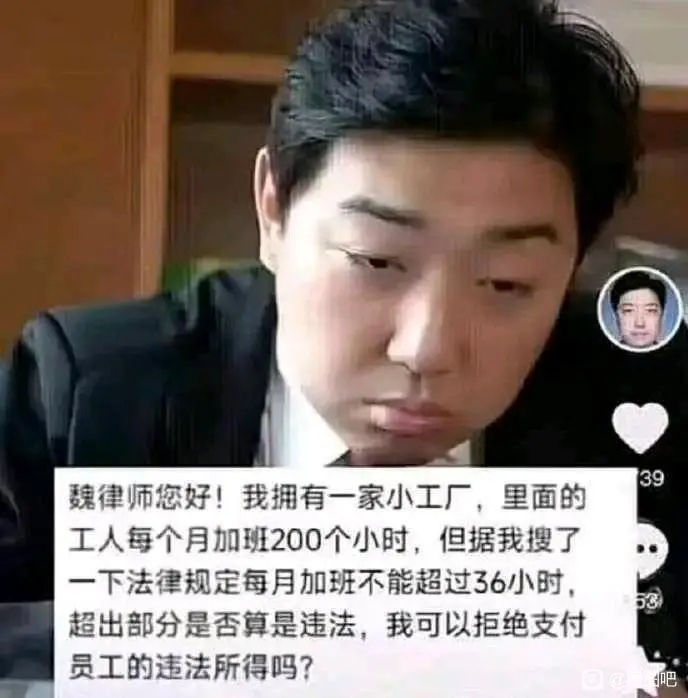 魏律师您好！我拥有一家小工厂，里面的
工人每个月加班200个小时，但据我搜了
一下法律规定每月加班不能超过36小时，
超出部分是否算是违法，我可以拒绝支付
员工的违法所得吗？